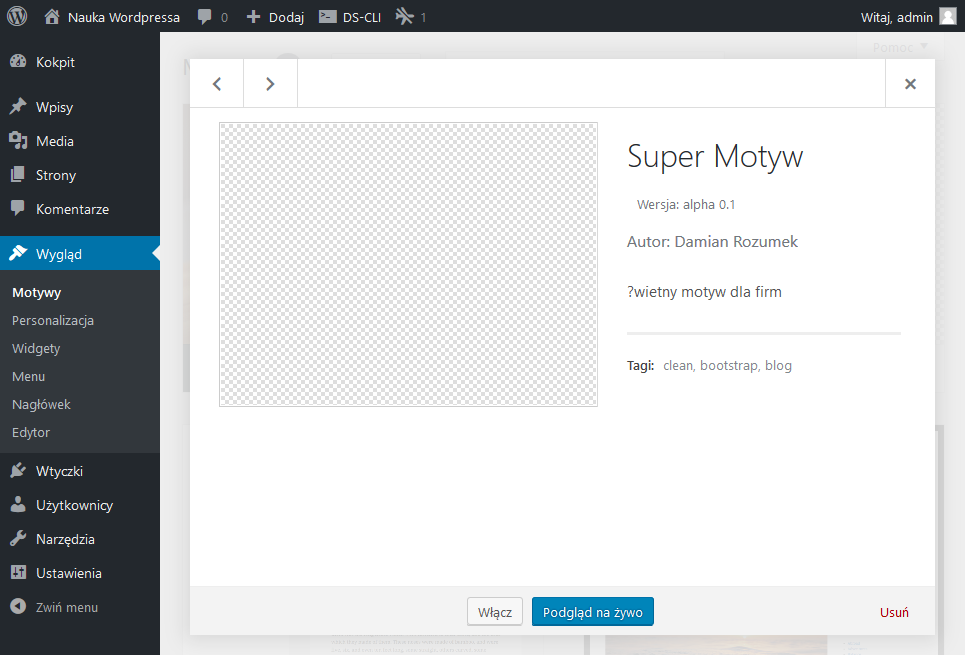 Nauka Wordpressa 0 Dodaj DS-CLI 1 Witaj, admin
Pomoc
Kokpit
Wpisy
Media
Strony
Komentarze
Wygląd
Motywy
Personalizacja
Widgety
Menu
Nagłówek
Edytor
Wtyczki
Użytkownicy
Narzędzia
Ustawienia
Zwiń menu
Super Motyw
Wersja: alpha 0.1
Autor: Damian Rozumek
?wietny motyw dla firm
Tagi: clean, bootstrap, blog
Włącz Podgląd na żywo Usuń